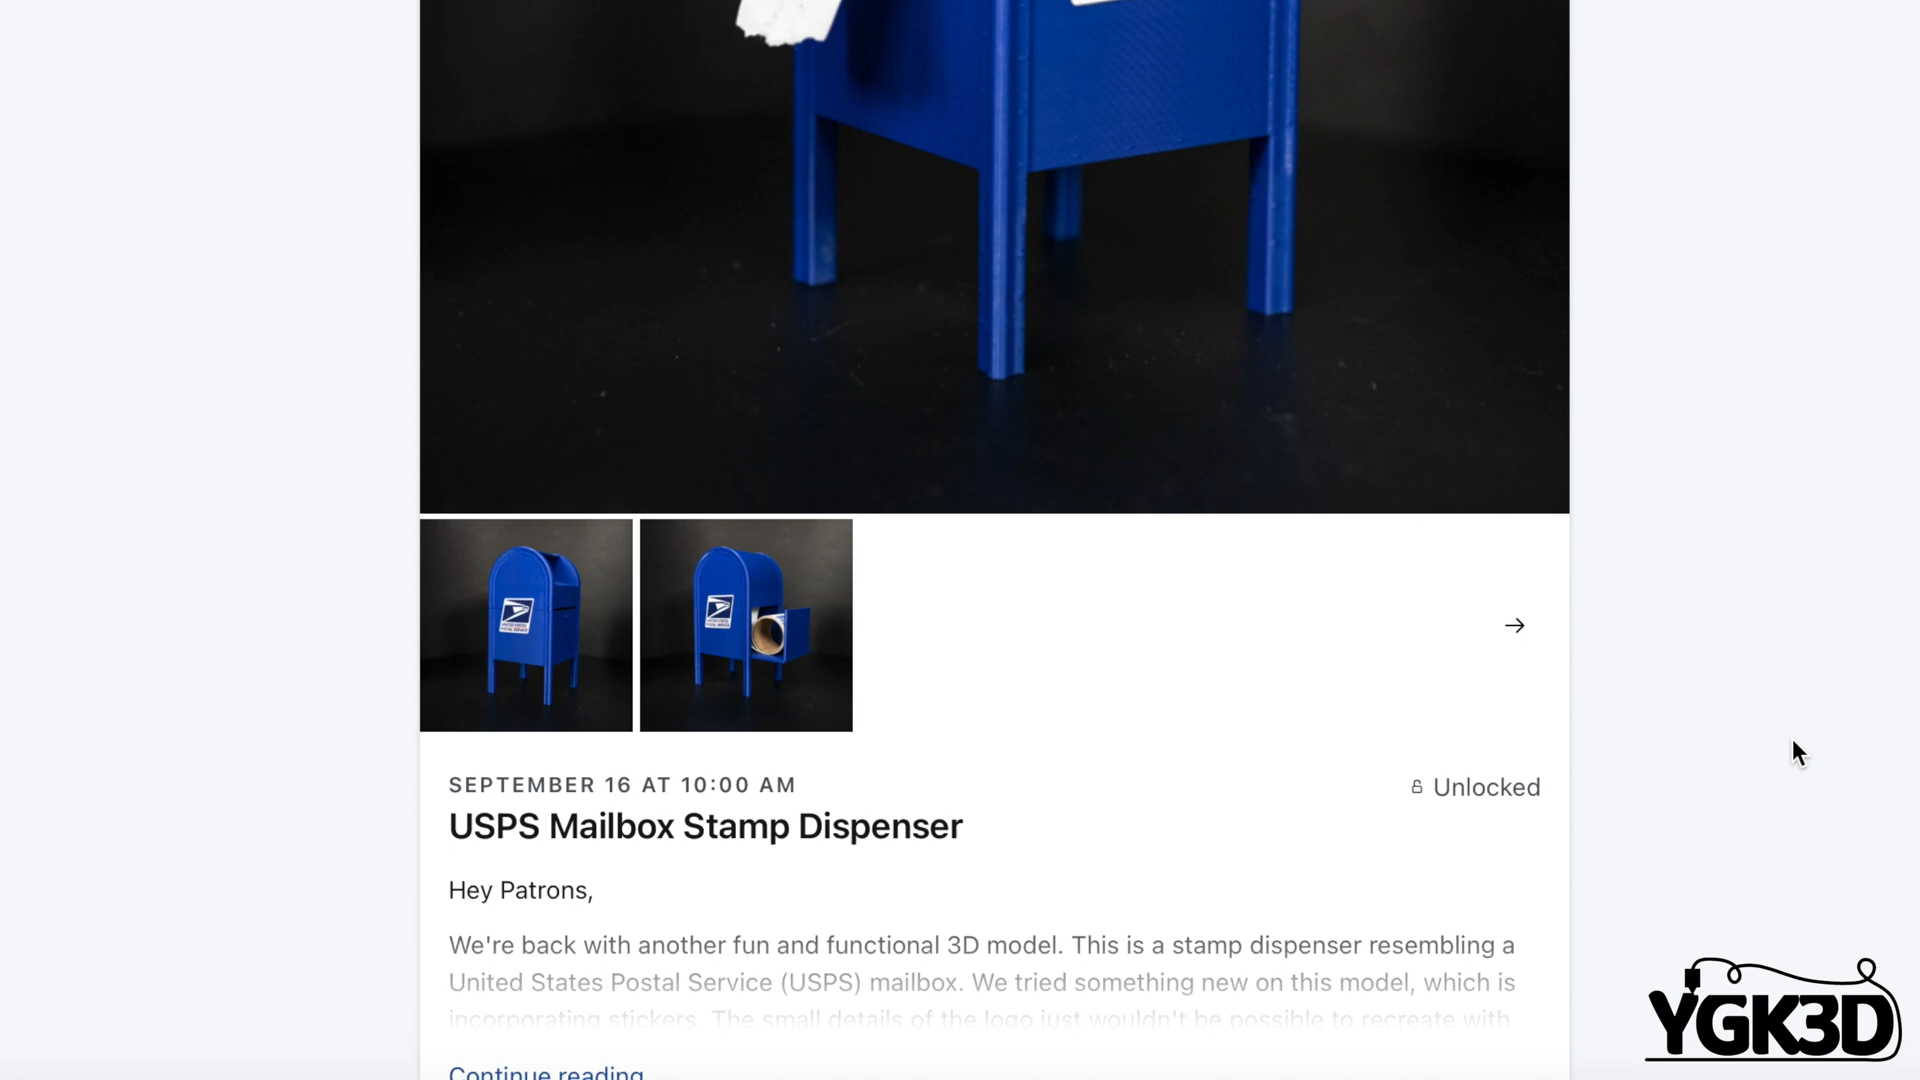 SEPTEMBER 16 AT 10:00 AM
Unlocked
USPS Mailbox Stamp Dispenser
Hey Patrons,
We're back with another fun and functional 3D model. This is a stamp dispenser resembling a
United States Postal Service (USPS) mailbox. We tried something new on this model, which is
incorporating stickers. The small details of the logo just wouldn't be possible to recreate with
Continue reading
YGK3D